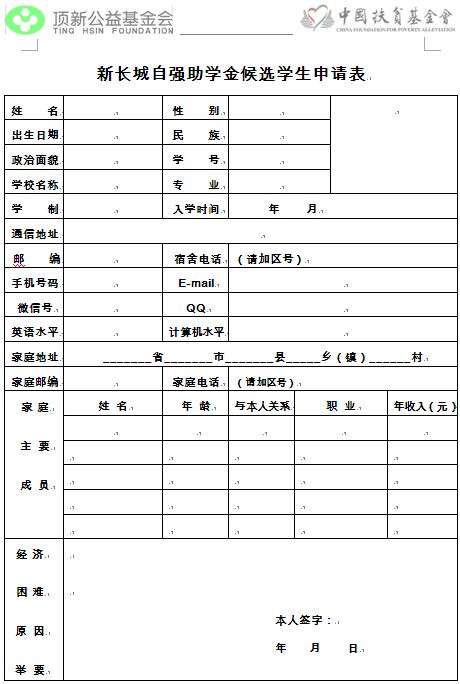 顶新公益基金会
TING HSIN FOUNDATION
中國扶貧基金會
CHINA FOUNDATION FOR POVERTY ALLEVIATION
新长城自强助学金候选学生申请表
姓 名 性 别
出生日期 民 族
政治面貌 学 号
学校名称 专 业
学 制 入学时间 年 月
通信地址
邮 编 宿舍电话 (请加区号)
手机号码 E-mail
微信号 QQ
英语水平 计算机水平
家庭地址 _______省_______市_______县_____乡(镇)______村
家庭邮编 家庭电话 (请加区号)
家庭主要成员 姓 名 年 龄 与本人关系 职 业 年收入(元)
经济困难原因举要
本人签字:
年 月 日